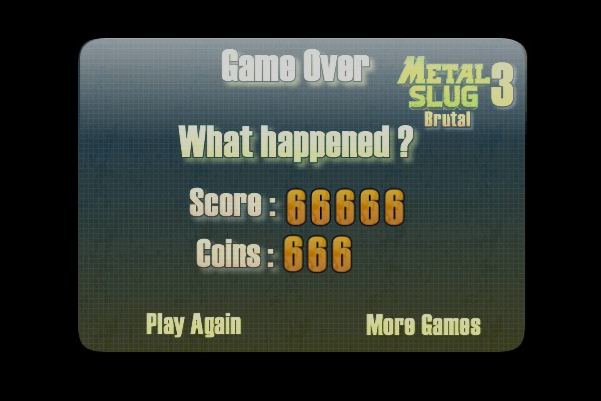 Game Over
METAL SLUG 3
Brutal
What happened ?
Score : 66666
Coins : 666
Play Again
More Games